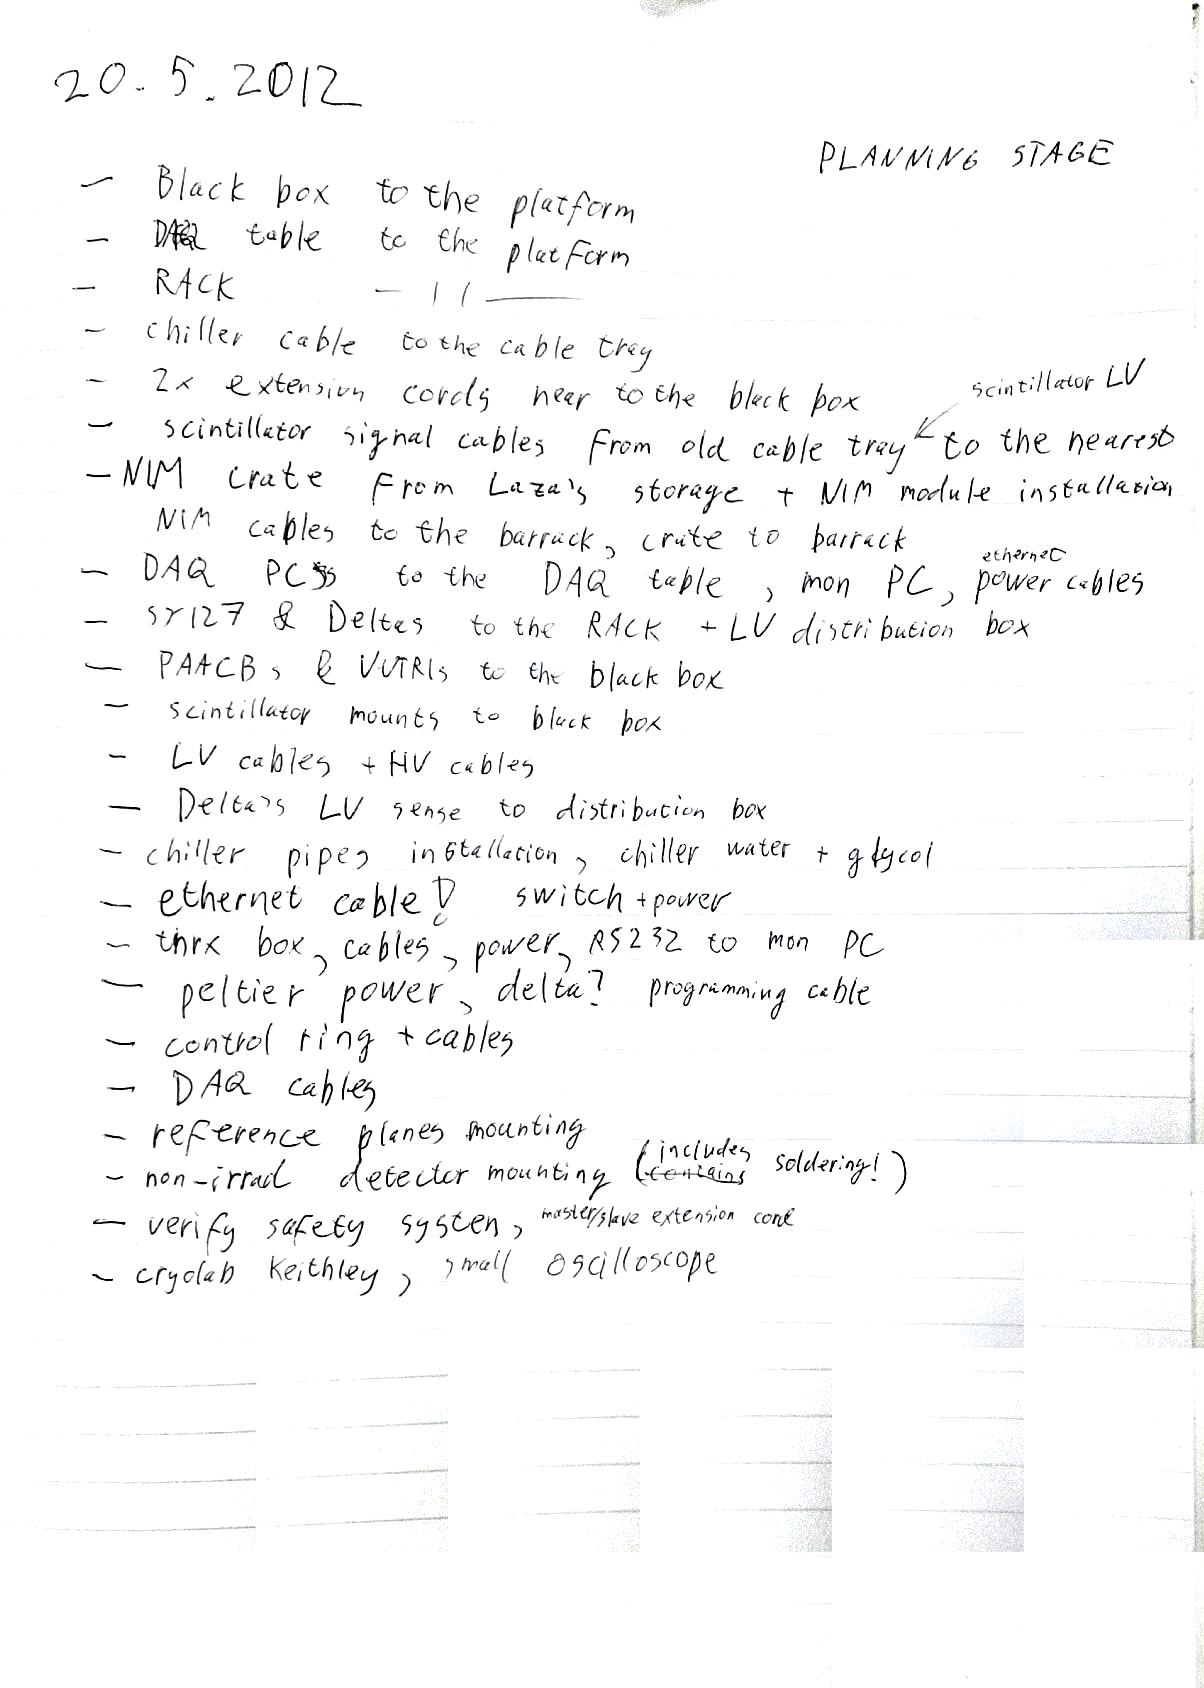 20.5.2012
PLANNING STAGE
— Black box to the platform
— DAQ table to the platform
— RACK — 11 ——
— chiller cable to the cable tray
— 2x extension cords near to the black box
scintillator LV
— scintillator signal cables from old cable tray to the nearest
— NIM crate from Laza's storage + NIM module installation
NIM cables to the barrack, crate to barrack
ethernet
— DAQ PCs to the DAQ table, mon PC, power cables
— SY127 & Deltas to the RACK + LV distribution box
— PAACBs & VUTRIs to the black box
— scintillator mounts to black box
— LV cables + HV cables
— Delta's LV sense to distribution box
— chiller pipes installation, chiller water + glycol
— ethernet cable! switch + power
— thrx box, cables, power, RS232 to mon PC
— peltier power, delta? programming cable
— control ring + cables
— DAQ cables
— reference planes mounting
— non-irrad detector mounting (includes soldering!)
— verify safety system, master/slave extension cord
— cryolab Keithley, small oscilloscope